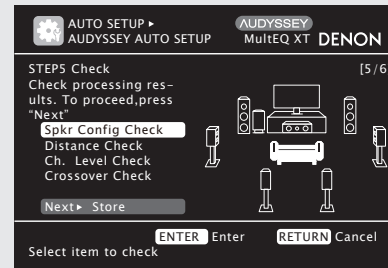 AUTO SETUP ▸
AUDYSSEY AUTO SETUP
AUDYSSEY
MultEQ XT DENON
STEP5 Check [5/6
Check processing res-
ults. To proceed,press
“Next”
Spkr Config Check
Distance Check
Ch. Level Check
Crossover Check
Next▸ Store
ENTER Enter RETURN Cancel
Select item to check